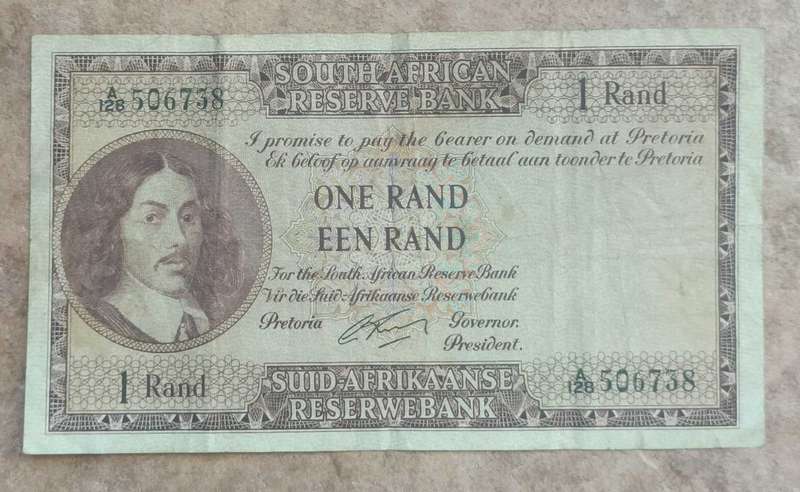 SOUTH AFRICAN
RESERVE BANK
A/128 506738
1 Rand
I promise to pay the bearer on demand at Pretoria
Ek beloof op aanvraag te betaal aan toonder te Pretoria
ONE RAND
EEN RAND
For the South African Reserve Bank
Vir die Suid-Afrikaanse Reserwebank
Pretoria
Governor.
President.
1 Rand
SUID-AFRIKAANSE
RESERWEBANK
A/128 506738